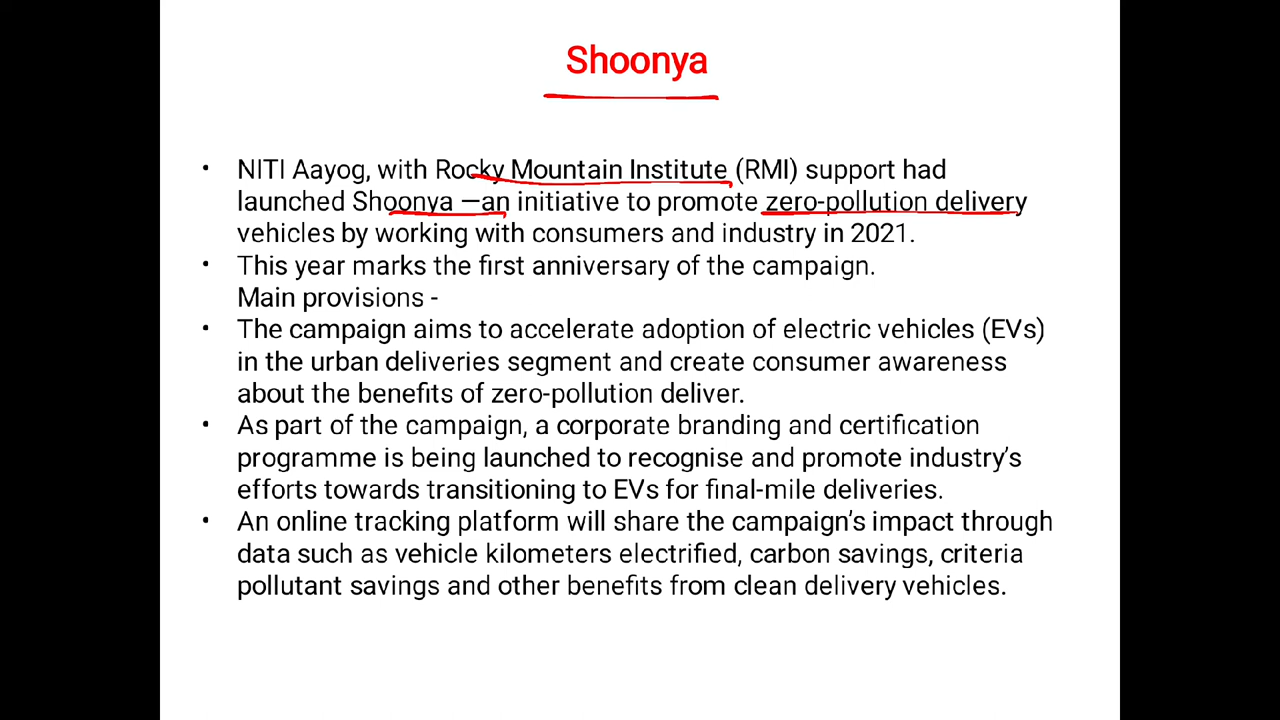 Shoonya
• NITI Aayog, with Rocky Mountain Institute (RMI) support had
launched Shoonya —an initiative to promote zero-pollution delivery
vehicles by working with consumers and industry in 2021.
• This year marks the first anniversary of the campaign.
Main provisions -
• The campaign aims to accelerate adoption of electric vehicles (EVs)
in the urban deliveries segment and create consumer awareness
about the benefits of zero-pollution deliver.
• As part of the campaign, a corporate branding and certification
programme is being launched to recognise and promote industry’s
efforts towards transitioning to EVs for final-mile deliveries.
• An online tracking platform will share the campaign’s impact through
data such as vehicle kilometers electrified, carbon savings, criteria
pollutant savings and other benefits from clean delivery vehicles.